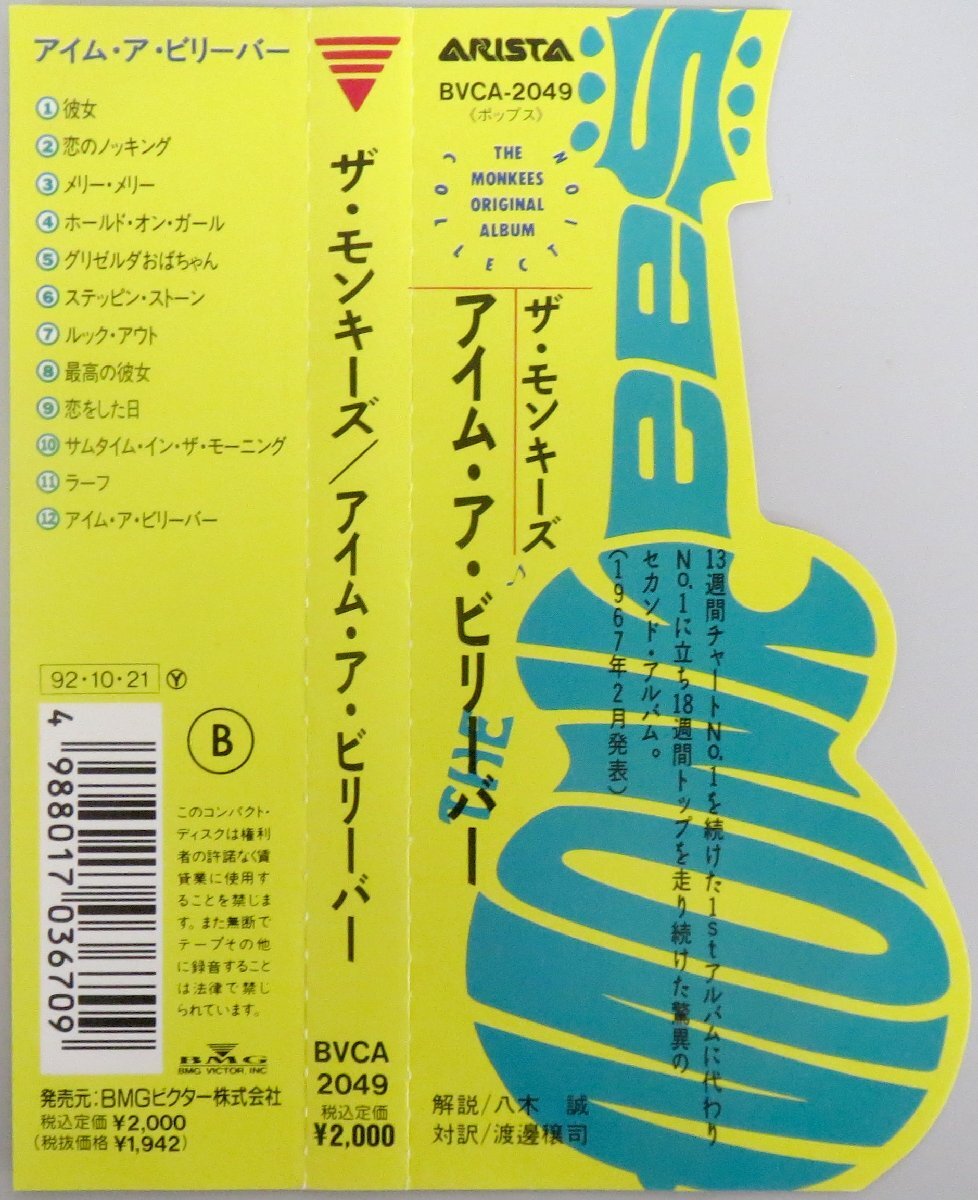 アイム・ア・ビリーバー
① 彼女
② 恋のノッキング
③ メリー・メリー
④ ホールド・オン・ガール
⑤ グリゼルダおばちゃん
⑥ ステッピン・ストーン
⑦ ルック・アウト
⑧ 最高の彼女
⑨ 恋をした日
⑩ サムタイム・イン・ザ・モーニング
⑪ ラーフ
⑫ アイム・ア・ビリーバー
92・10・21 Ⓨ
B
4 988017 036709
このコンパクト・
ディスクは権利
者の許諾なく賃
貸業に使用す
ることを禁じま
す。また無断で
テープその他
に録音すること
は法律で禁じ
られています。
BMG
BMG VICTOR, INC.
発売元:BMGビクター株式会社
税込定価 ¥2,000
(税抜価格 ¥1,942)
ザ・モンキーズ/アイム・ア・ビリーバー
BVCA
2049
税込定価
¥2,000
ARISTA
BVCA-2049
《ポップス》
THE
MONKEES
ORIGINAL
ALBUM
COLLECTION
ザ・モンキーズ
アイム・ア・ビリーバー
13週間チャートNo.1を続けた1stアルバムに代わり
No.1に立ち18週間トップを走り続けた驚異の
セカンド・アルバム。
(1967年2月発表)
解説/八木 誠
対訳/渡邊穣司
THE
MONKEES